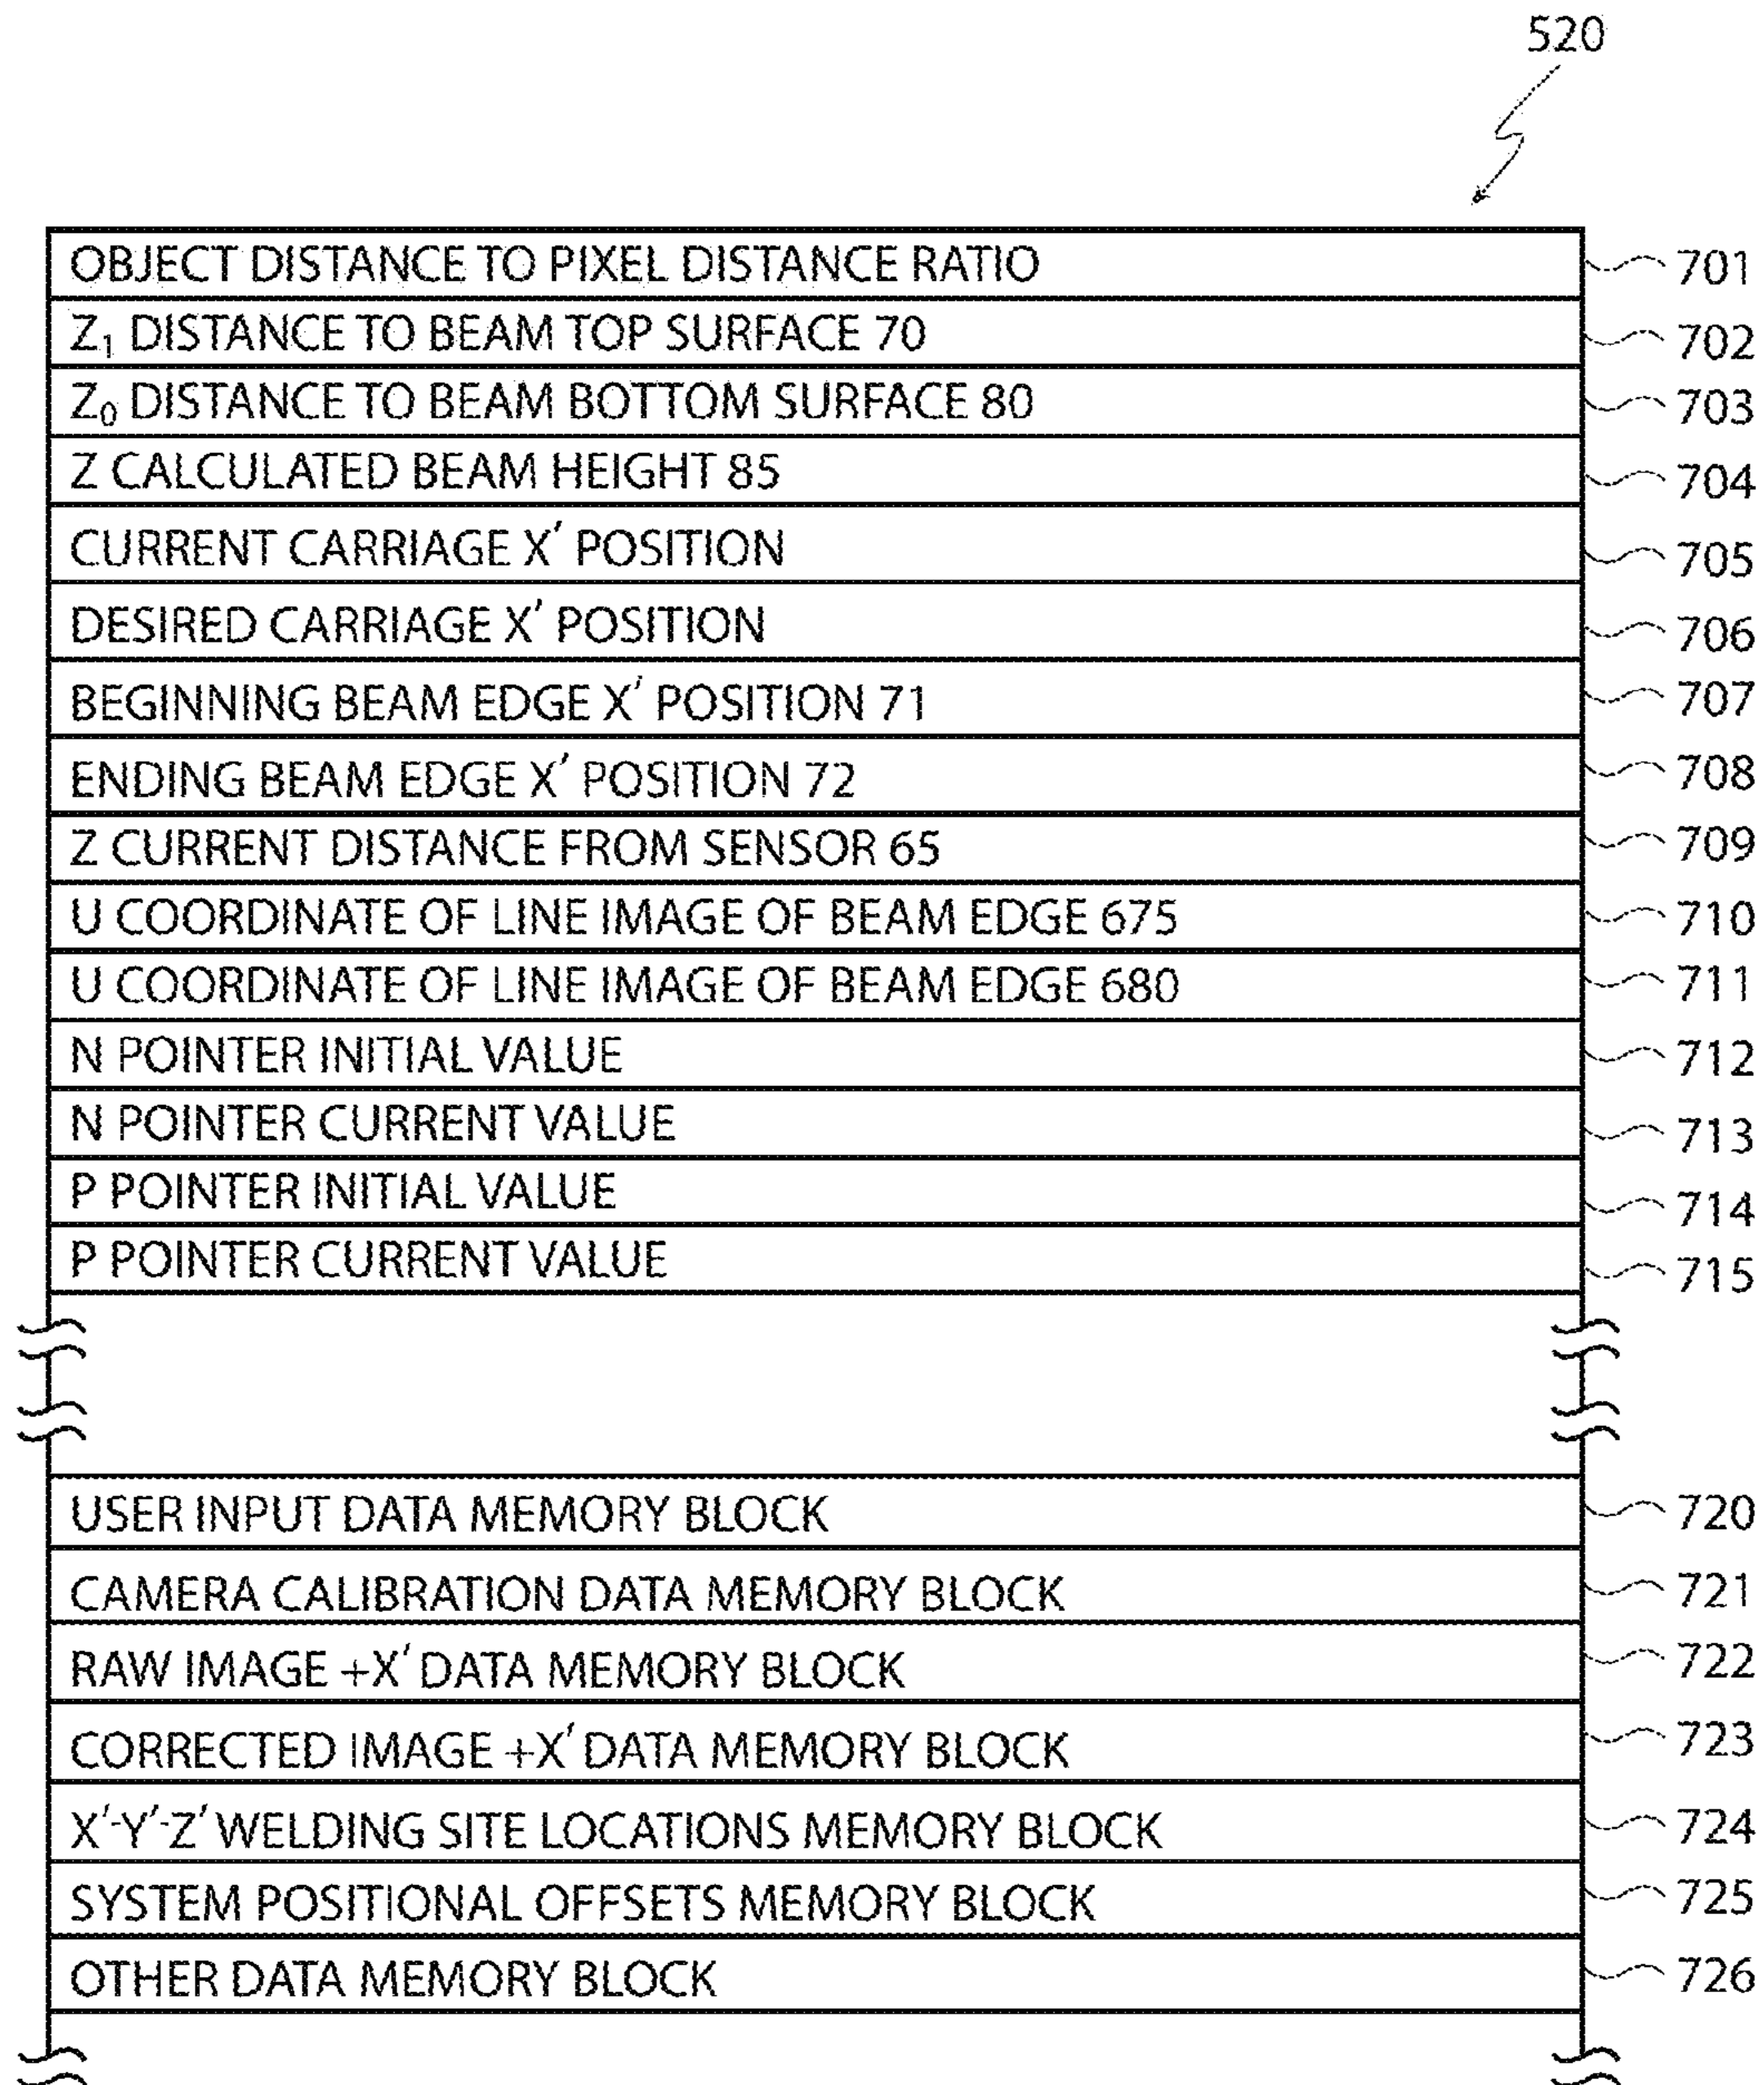 520
OBJECT DISTANCE TO PIXEL DISTANCE RATIO 701
Z₁ DISTANCE TO BEAM TOP SURFACE 70 702
Z₀ DISTANCE TO BEAM BOTTOM SURFACE 80 703
Z CALCULATED BEAM HEIGHT 85 704
CURRENT CARRIAGE X′ POSITION 705
DESIRED CARRIAGE X′ POSITION 706
BEGINNING BEAM EDGE X′ POSITION 71 707
ENDING BEAM EDGE X′ POSITION 72 708
Z CURRENT DISTANCE FROM SENSOR 65 709
U COORDINATE OF LINE IMAGE OF BEAM EDGE 675 710
U COORDINATE OF LINE IMAGE OF BEAM EDGE 680 711
N POINTER INITIAL VALUE 712
N POINTER CURRENT VALUE 713
P POINTER INITIAL VALUE 714
P POINTER CURRENT VALUE 715
USER INPUT DATA MEMORY BLOCK 720
CAMERA CALIBRATION DATA MEMORY BLOCK 721
RAW IMAGE +X′ DATA MEMORY BLOCK 722
CORRECTED IMAGE +X′ DATA MEMORY BLOCK 723
X′-Y′-Z′ WELDING SITE LOCATIONS MEMORY BLOCK 724
SYSTEM POSITIONAL OFFSETS MEMORY BLOCK 725
OTHER DATA MEMORY BLOCK 726